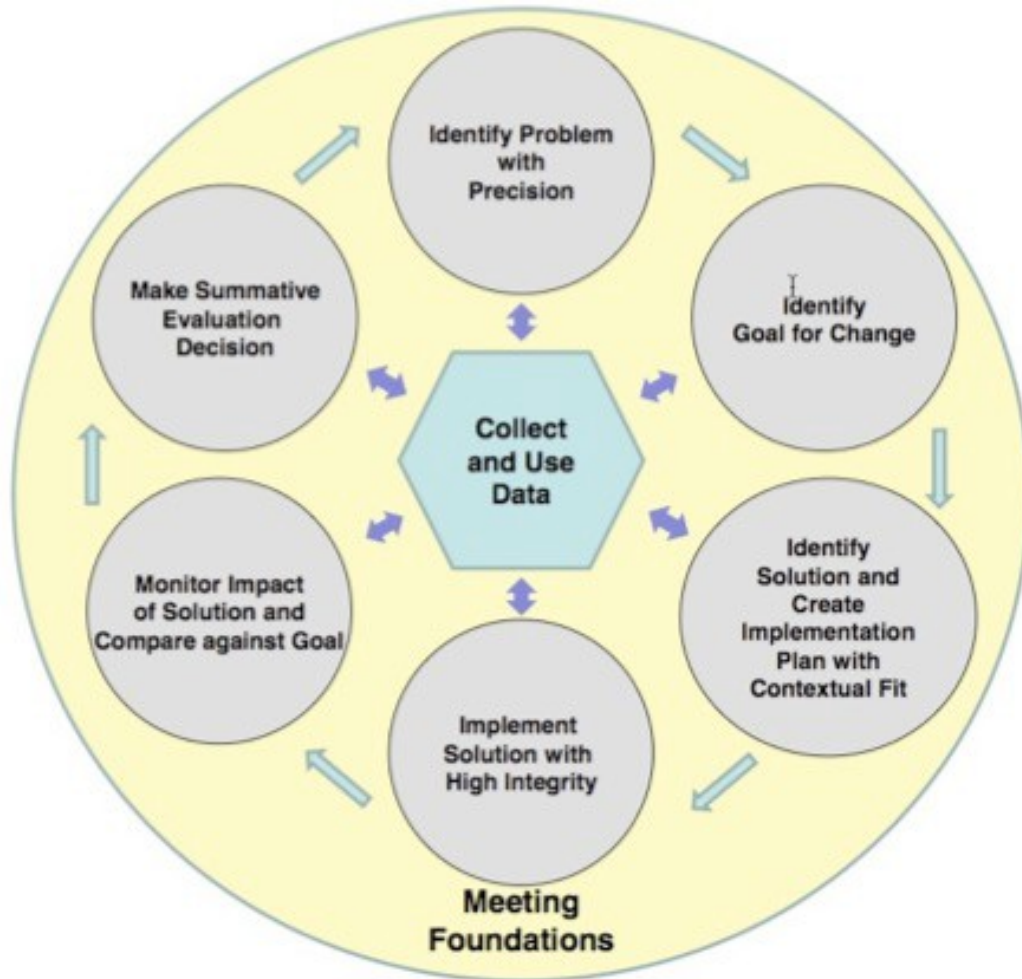 Identify Problem
with
Precision
Identify
Goal for Change
Identify
Solution and
Create
Implementation
Plan with
Contextual Fit
Implement
Solution with
High Integrity
Monitor Impact
of Solution and
Compare against Goal
Make Summative
Evaluation
Decision
Collect
and Use
Data
Meeting
Foundations